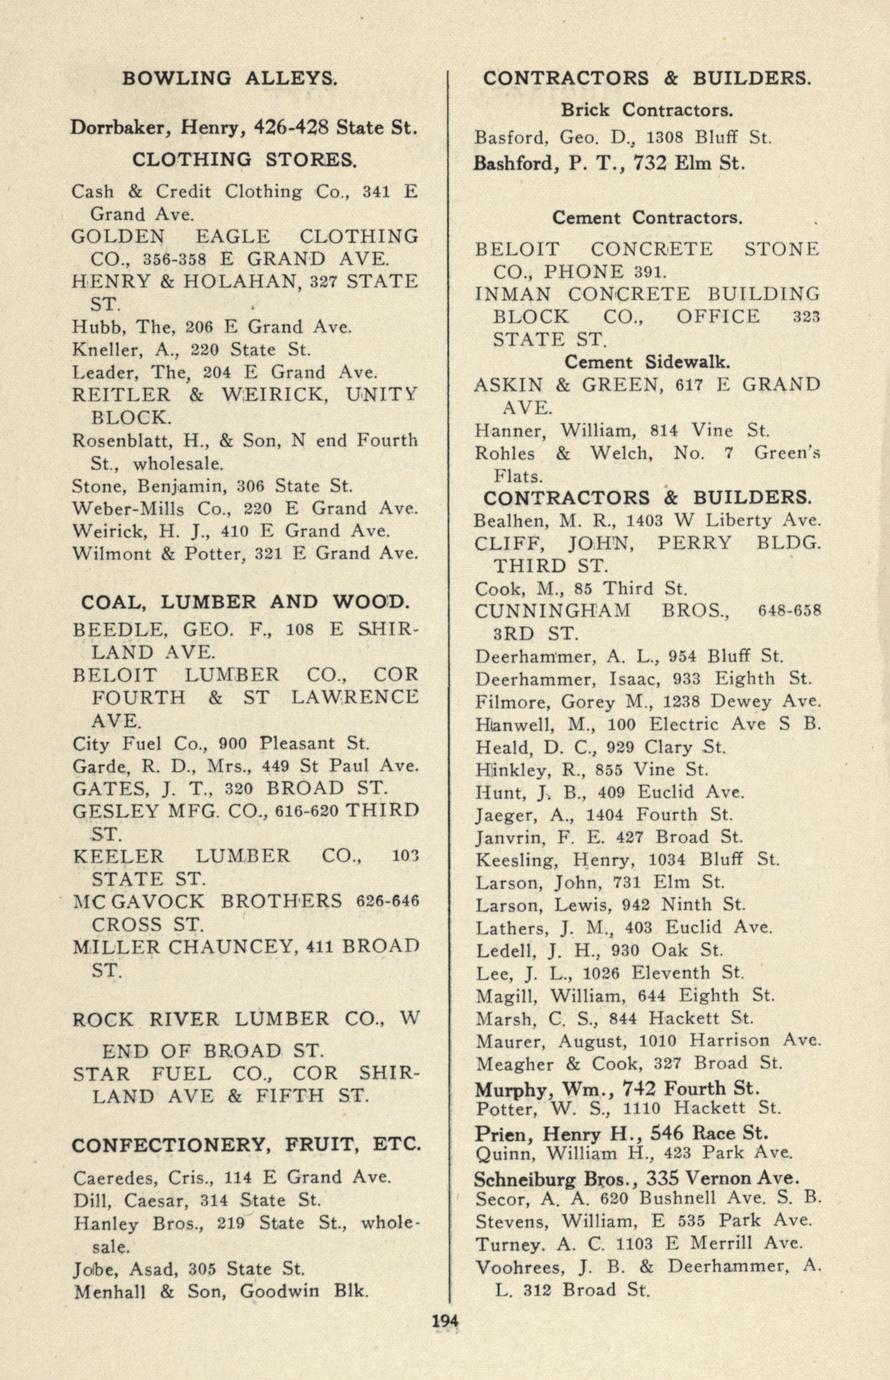 BOWLING ALLEYS.
Dorrbaker, Henry, 426-428 State St.
CLOTHING STORES.
Cash & Credit Clothing Co., 341 E
Grand Ave.
GOLDEN EAGLE CLOTHING
CO., 356-358 E GRAND AVE.
HENRY & HOLAHAN, 327 STATE
ST.
Hubb, The, 206 E Grand Ave.
Kneller, A., 220 State St.
Leader, The, 204 E Grand Ave.
REITLER & WEIRICK, UNITY
BLOCK.
Rosenblatt, H., & Son, N end Fourth
St., wholesale.
Stone, Benjamin, 306 State St.
Weber-Mills Co., 220 E Grand Ave.
Weirick, H. J., 410 E Grand Ave.
Wilmont & Potter, 321 E Grand Ave.
COAL, LUMBER AND WOOD.
BEEDLE, GEO. F., 108 E SHIR-
LAND AVE.
BELOIT LUMBER CO., COR
FOURTH & ST LAWRENCE
AVE.
City Fuel Co., 900 Pleasant St.
Garde, R. D., Mrs., 449 St Paul Ave.
GATES, J. T., 320 BROAD ST.
GESLEY MFG. CO., 616-620 THIRD
ST.
KEELER LUMBER CO., 103
STATE ST.
MC GAVOCK BROTHERS 626-646
CROSS ST.
MILLER CHAUNCEY, 411 BROAD
ST.
ROCK RIVER LUMBER CO., W
END OF BROAD ST.
STAR FUEL CO., COR SHIR-
LAND AVE & FIFTH ST.
CONFECTIONERY, FRUIT, ETC.
Caeredes, Cris., 114 E Grand Ave.
Dill, Caesar, 314 State St.
Hanley Bros., 219 State St., whole-
sale.
Jobe, Asad, 305 State St.
Menhall & Son, Goodwin Blk.
CONTRACTORS & BUILDERS.
Brick Contractors.
Basford, Geo. D., 1308 Bluff St.
Bashford, P. T., 732 Elm St.
Cement Contractors.
BELOIT CONCRETE STONE
CO., PHONE 391.
INMAN CONCRETE BUILDING
BLOCK CO., OFFICE 323
STATE ST.
Cement Sidewalk.
ASKIN & GREEN, 617 E GRAND
AVE.
Hanner, William, 814 Vine St.
Rohles & Welch, No. 7 Green's
Flats.
CONTRACTORS & BUILDERS.
Bealhen, M. R., 1403 W Liberty Ave.
CLIFF, JOHN, PERRY BLDG.
THIRD ST.
Cook, M., 85 Third St.
CUNNINGHAM BROS., 648-658
3RD ST.
Deerhammer, A. L., 954 Bluff St.
Deerhammer, Isaac, 933 Eighth St.
Filmore, Gorey M., 1238 Dewey Ave.
Hanwell, M., 100 Electric Ave S B.
Heald, D. C., 929 Clary St.
Hinkley, R., 855 Vine St.
Hunt, J. B., 409 Euclid Ave.
Jaeger, A., 1404 Fourth St.
Janvrin, F. E. 427 Broad St.
Keesling, Henry, 1034 Bluff St.
Larson, John, 731 Elm St.
Larson, Lewis, 942 Ninth St.
Lathers, J. M., 403 Euclid Ave.
Ledell, J. H., 930 Oak St.
Lee, J. L., 1026 Eleventh St.
Magill, William, 644 Eighth St.
Marsh, C. S., 844 Hackett St.
Maurer, August, 1010 Harrison Ave.
Meagher & Cook, 327 Broad St.
Murphy, Wm., 742 Fourth St.
Potter, W. S., 1110 Hackett St.
Prien, Henry H., 546 Race St.
Quinn, William H., 423 Park Ave.
Schneiburg Bros., 335 Vernon Ave.
Secor, A. A. 620 Bushnell Ave. S. B.
Stevens, William, E 535 Park Ave.
Turney. A. C. 1103 E Merrill Ave.
Voohrees, J. B. & Deerhammer, A.
L. 312 Broad St.
194